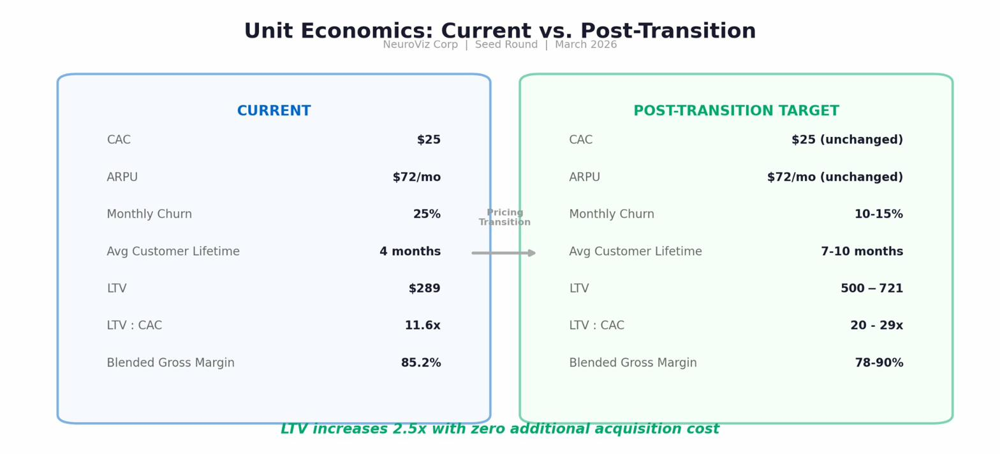 Unit Economics: Current vs. Post-Transition
NeuroViz Corp | Seed Round | March 2026
CURRENT
CAC $25
ARPU $72/mo
Monthly Churn 25%
Avg Customer Lifetime 4 months
LTV $289
LTV : CAC 11.6x
Blended Gross Margin 85.2%
Pricing
Transition
POST-TRANSITION TARGET
CAC $25 (unchanged)
ARPU $72/mo (unchanged)
Monthly Churn 10-15%
Avg Customer Lifetime 7-10 months
LTV 500 – 721
LTV : CAC 20 - 29x
Blended Gross Margin 78-90%
LTV increases 2.5x with zero additional acquisition cost